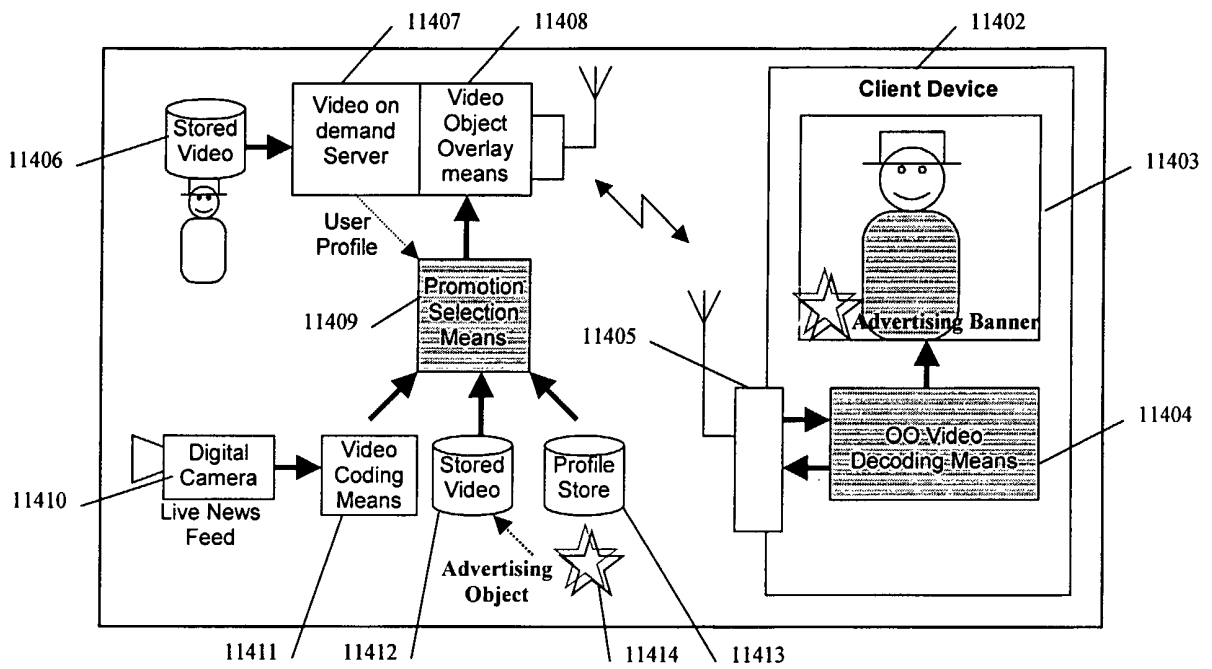 11407
11408
11402
Client Device
Stored
Video
Video on
demand
Server
Video
Object
Overlay
means
11406
11403
User
Profile
Promotion
Selection
Means
11409
Advertising Banner
11405
OO Video
Decoding Means
11404
Digital
Camera
Live News
Feed
11410
Video
Coding
Means
Stored
Video
Profile
Store
Advertising
Object
11411
11412
11414
11413